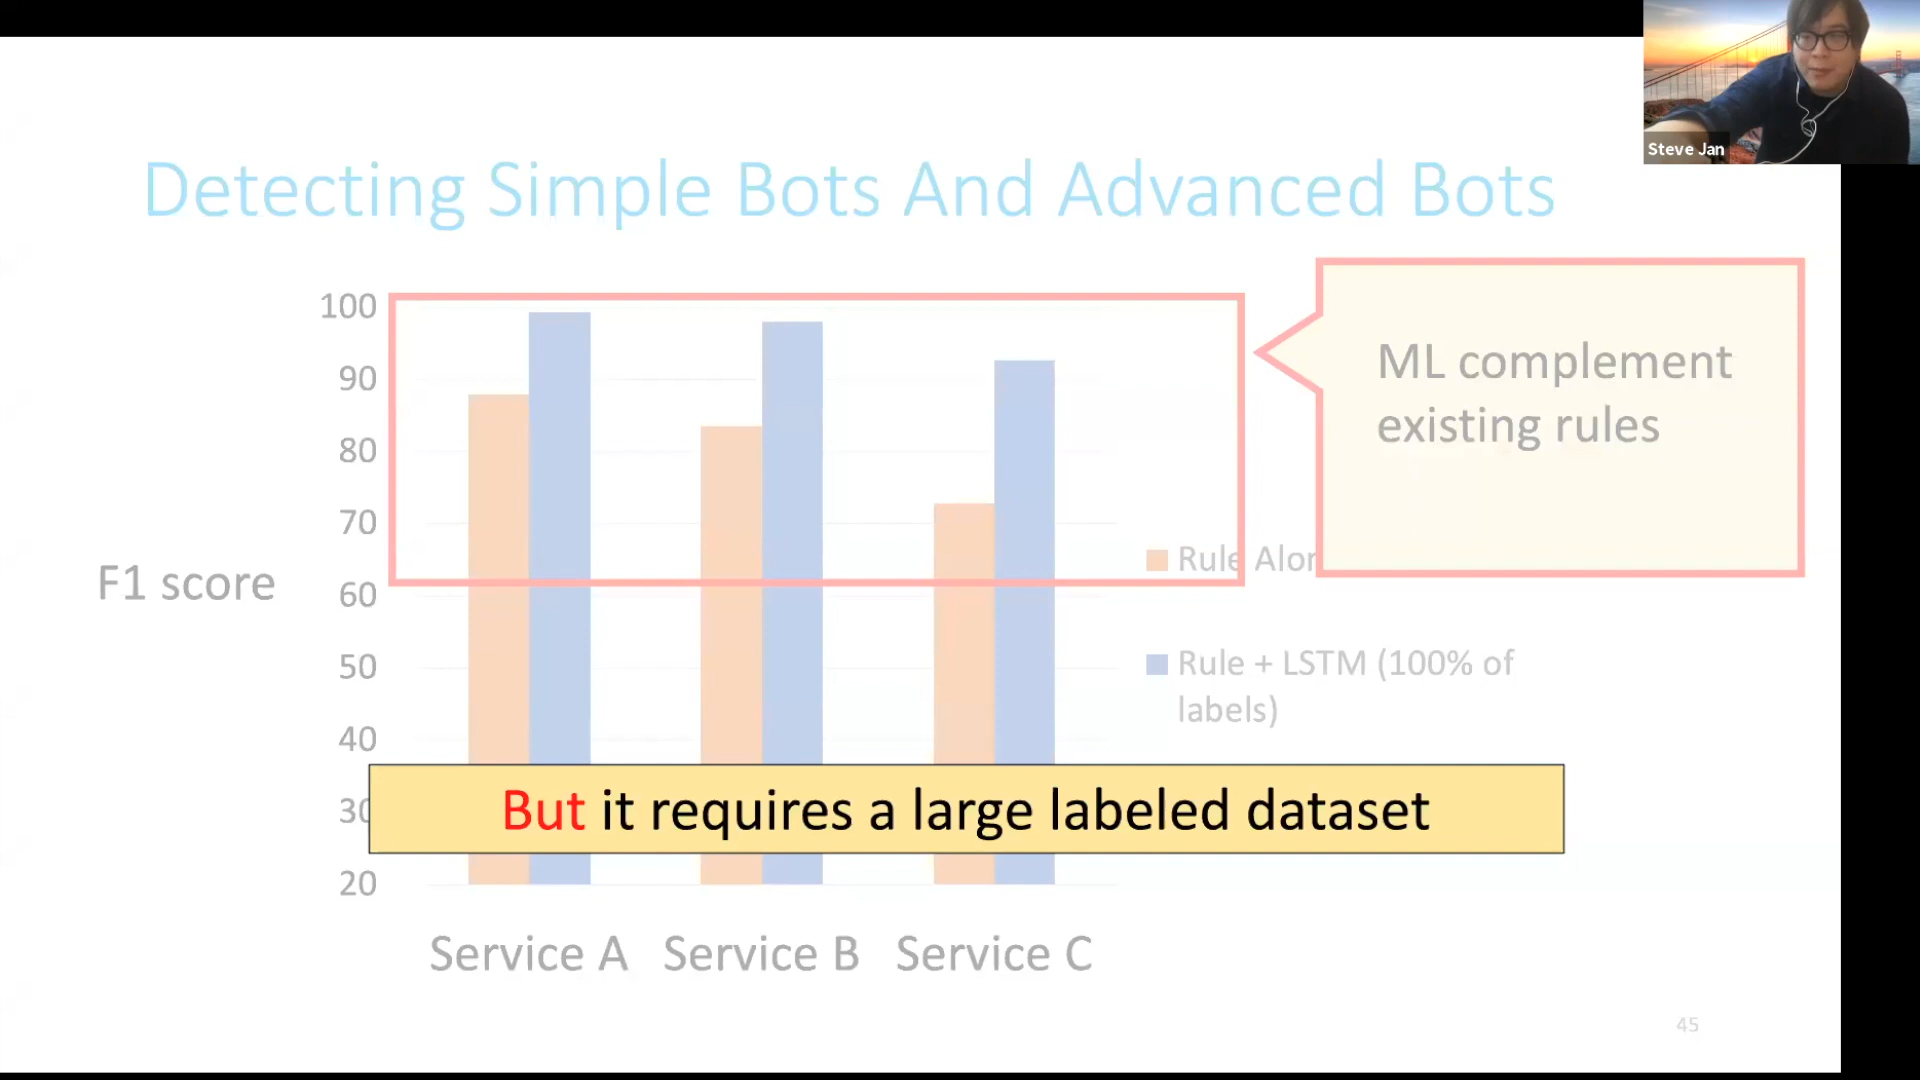 Steve Jan
Detecting Simple Bots And Advanced Bots
100
90
80
70
60
50
40
30
20
F1 score
ML complement
existing rules
Rule Alon
Rule + LSTM (100% of
labels)
But it requires a large labeled dataset
Service A
Service B
Service C
45